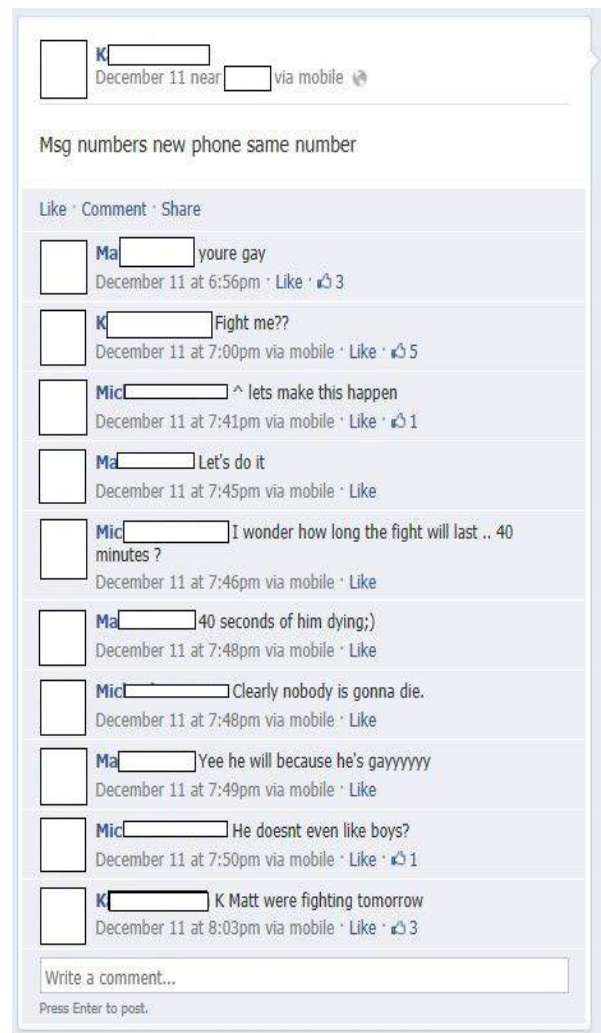 K
December 11 near via mobile
Msg numbers new phone same number
Like · Comment · Share
Ma youre gay
December 11 at 6:56pm · Like · 3
K Fight me??
December 11 at 7:00pm via mobile · Like · 5
Mic ^ lets make this happen
December 11 at 7:41pm via mobile · Like · 1
Ma Let's do it
December 11 at 7:45pm via mobile · Like
Mic I wonder how long the fight will last .. 40
minutes ?
December 11 at 7:46pm via mobile · Like
Ma 40 seconds of him dying;)
December 11 at 7:48pm via mobile · Like
Mic Clearly nobody is gonna die.
December 11 at 7:48pm via mobile · Like
Ma Yee he will because he's gayyyyyy
December 11 at 7:49pm via mobile · Like
Mic He doesnt even like boys?
December 11 at 7:50pm via mobile · Like · 1
K K Matt were fighting tomorrow
December 11 at 8:03pm via mobile · Like · 3
Write a comment...
Press Enter to post.